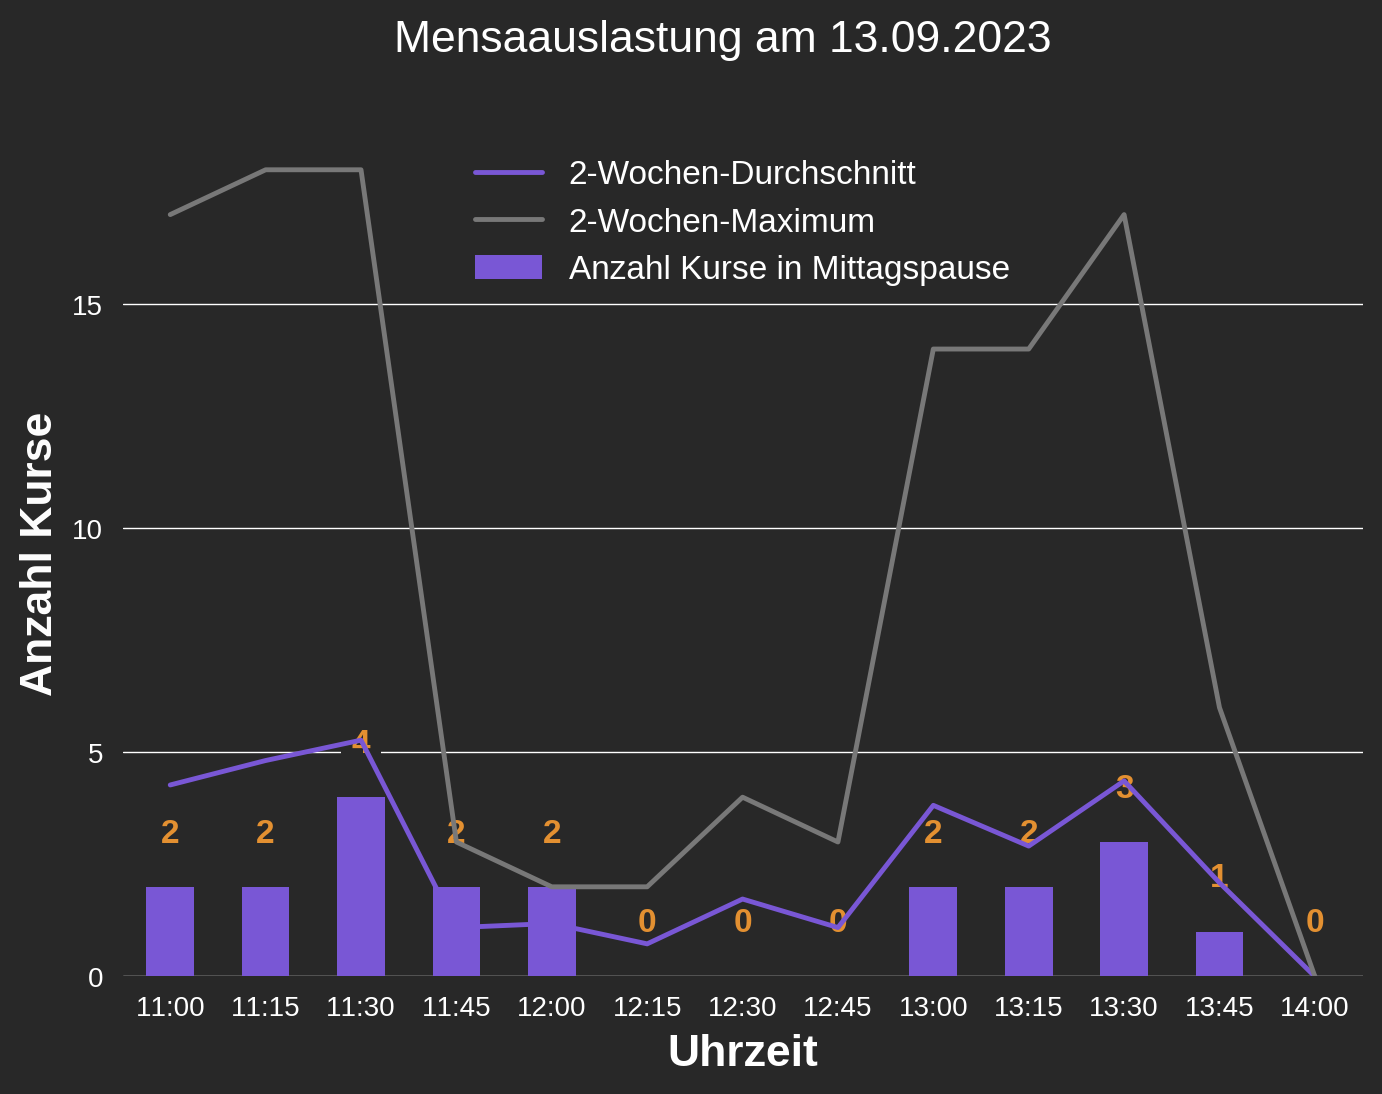 Mensaauslastung am 13.09.2023
2-Wochen-Durchschnitt
2-Wochen-Maximum
Anzahl Kurse in Mittagspause
Anzahl Kurse
15
10
5
0
2 2 4 2 2 0 0 0 2 2 3 1 0
11:00 11:15 11:30 11:45 12:00 12:15 12:30 12:45 13:00 13:15 13:30 13:45 14:00
Uhrzeit